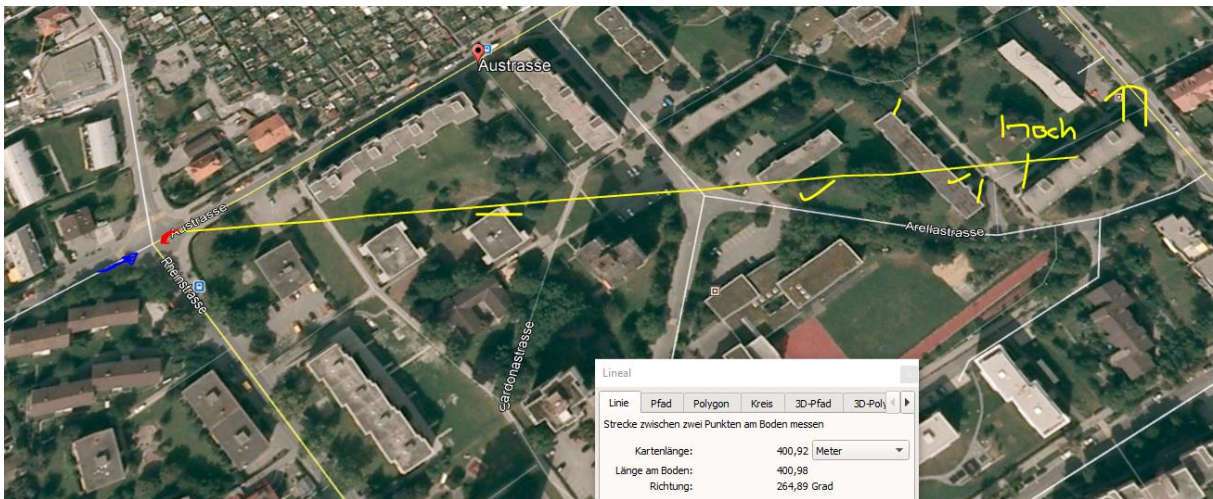 Austrasse
hoch
Austrasse
Arellastrasse
Rheinstrasse
Sardonastrasse
Lineal
Linie Pfad Polygon Kreis 3D-Pfad 3D-Poly
Strecke zwischen zwei Punkten am Boden messen
Kartenlänge: 400,92 Meter
Länge am Boden: 400,98
Richtung: 264,89 Grad